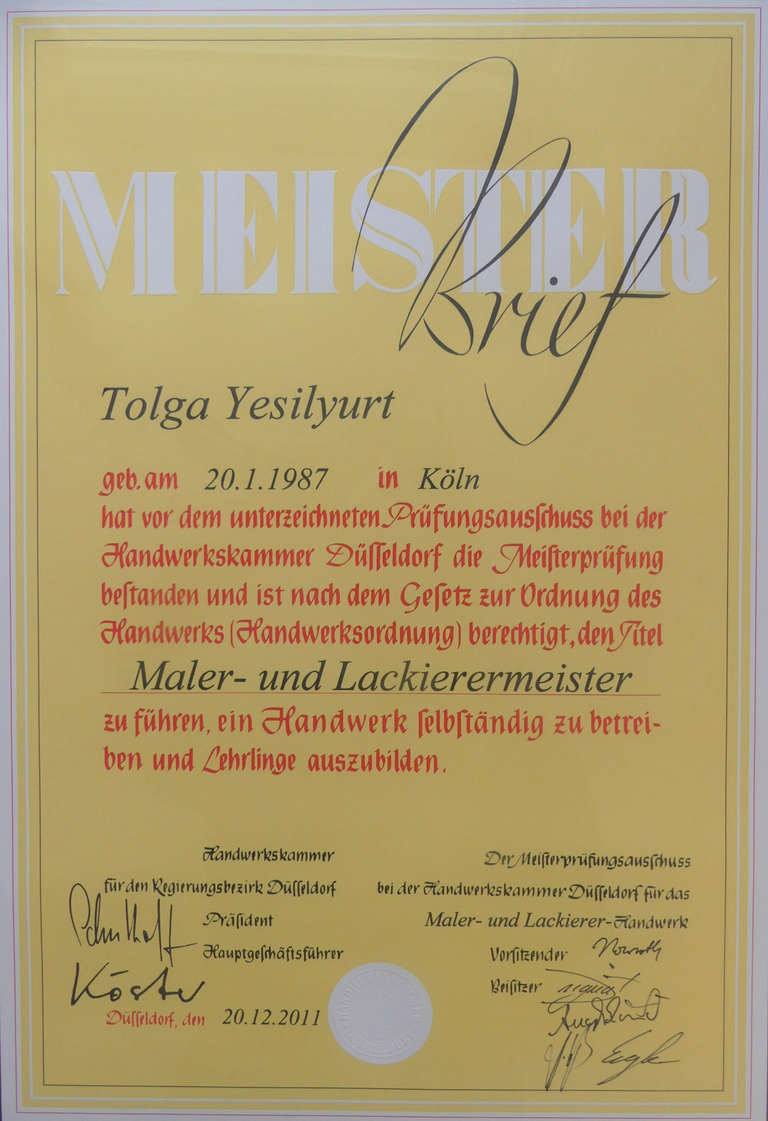 MEISTER
Brief
Tolga Yesilyurt
geb. am 20.1.1987 in Köln
hat vor dem unterzeichneten Prüfungsausſchuss bei der
Handwerkskammer Düſſeldorf die Meiſterprüfung
beſtanden und ist nach dem Geſetz zur Ordnung des
Handwerks (Handwerksordnung) berechtigt, den Titel
Maler- und Lackierermeister
zu führen, ein Handwerk ſelbſtändig zu betrei-
ben und Lehrlinge auszubilden.
Handwerkskammer
für den Regierungsbezirk Düſſeldorf
Präſident
Hauptgeſchäftsführer
Köster
Düſſeldorf, den 20.12.2011
Der Meiſterprüfungsausſchuss
bei der Handwerkskammer Düſſeldorf für das
Maler- und Lackierer-Handwerk
Vorſitzender
Beiſitzer